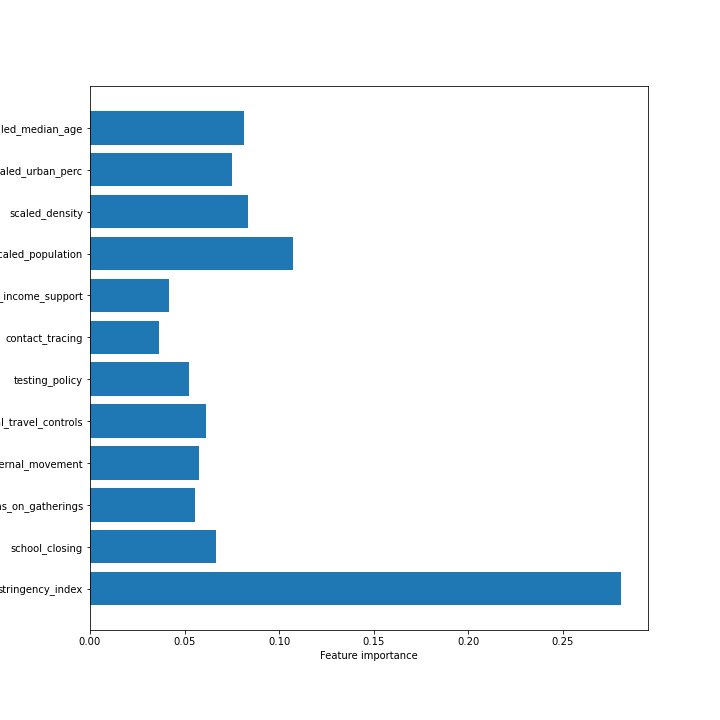 led_median_age
aled_urban_perc
scaled_density
caled_population
_income_support
contact_tracing
testing_policy
l_travel_controls
ernal_movement
s_on_gatherings
school_closing
stringency_index
0.00 0.05 0.10 0.15 0.20 0.25
Feature importance